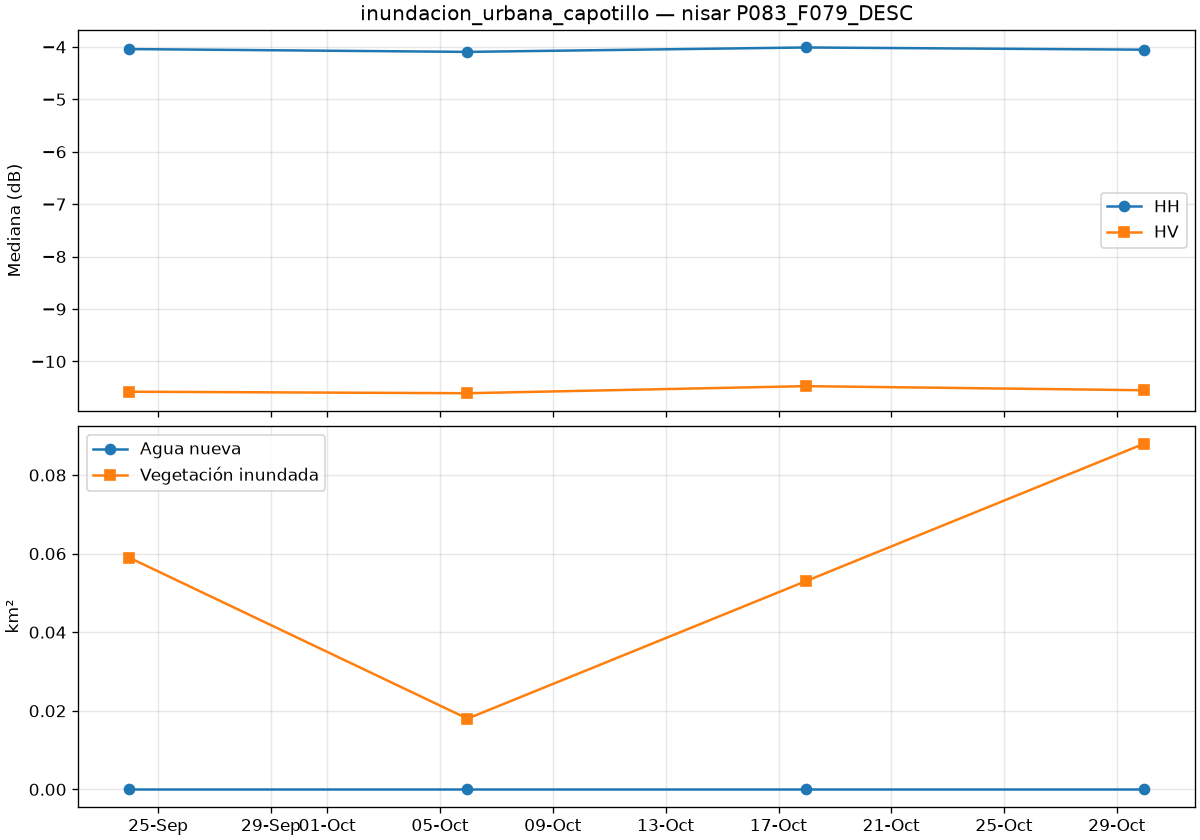 inundacion_urbana_capotillo — nisar P083_F079_DESC
−4
−5
−6
−7
−8
−9
−10
Mediana (dB)
HH
HV
Agua nueva
Vegetación inundada
0.08
0.06
0.04
0.02
0.00
km²
25-Sep 29-Sep 01-Oct 05-Oct 09-Oct 13-Oct 17-Oct 21-Oct 25-Oct 29-Oct